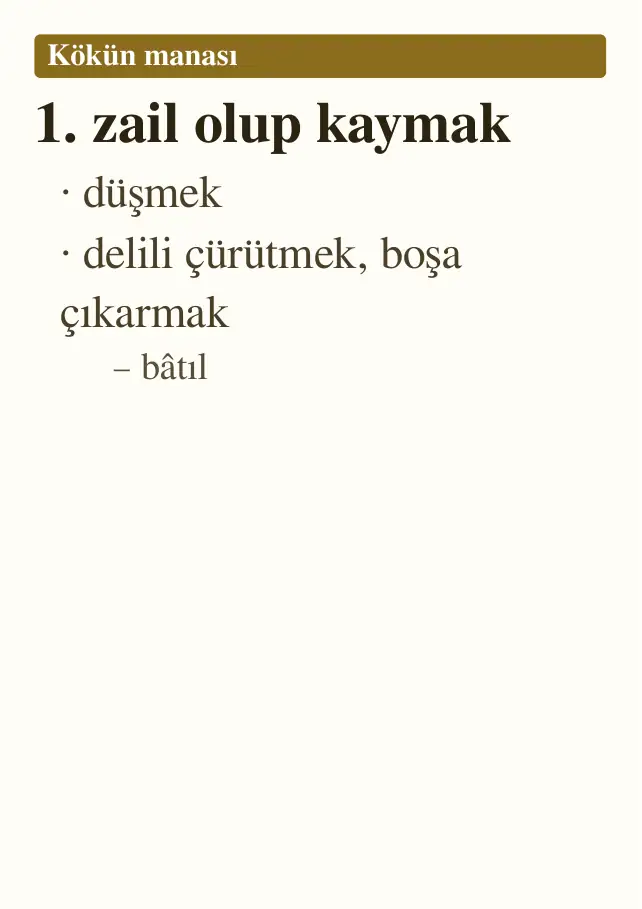 Kökün manası
1. zail olup kaymak
· düşmek
· delili çürütmek, boşa
çıkarmak
– bâtıl